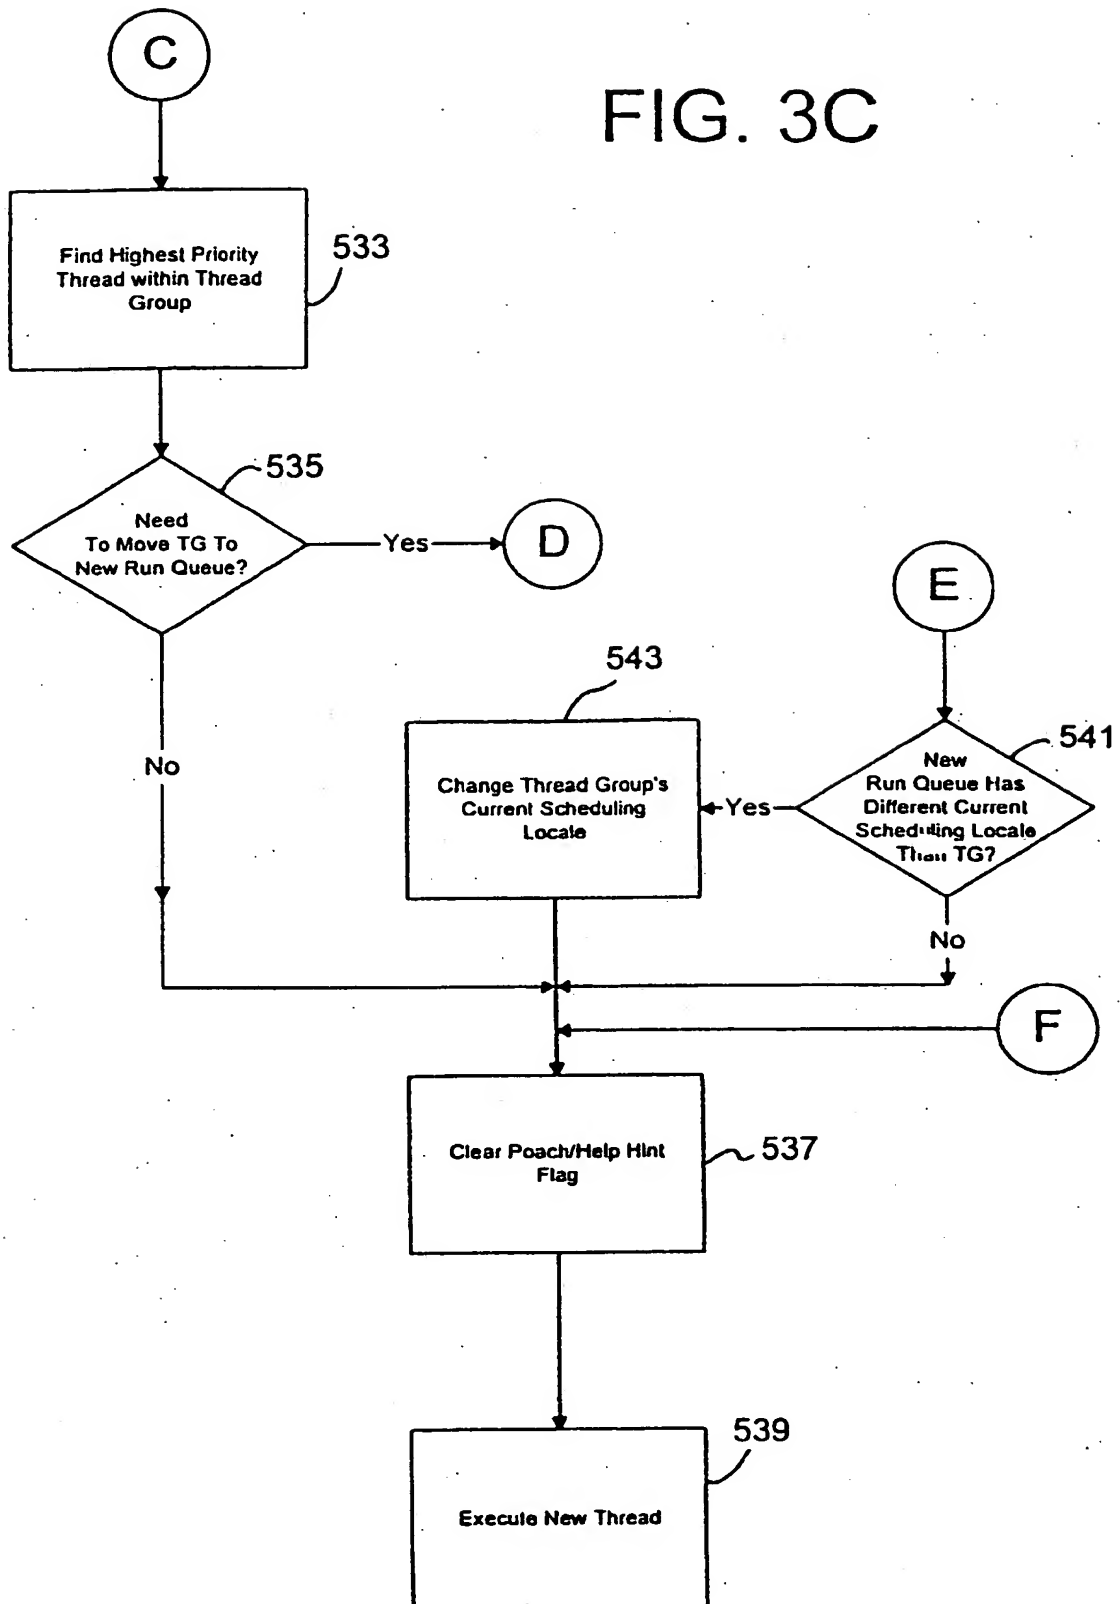 C
FIG. 3C
Find Highest Priority
Thread within Thread
Group
533
535
Need
To Move TG To
New Run Queue?
Yes
D
E
543
541
No
Change Thread Group's
Current Scheduling
Locale
Yes
New
Run Queue Has
Different Current
Scheduling Locale
Than TG?
No
F
Clear Poach/Help Hint
Flag
537
539
Execute New Thread